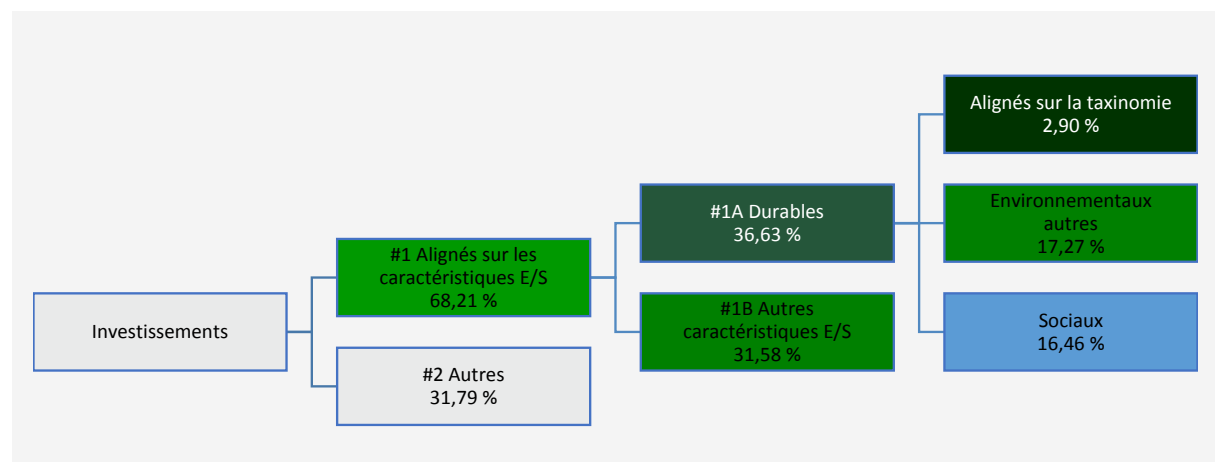 Investissements
#1 Alignés sur les
caractéristiques E/S
68,21 %
#2 Autres
31,79 %
#1A Durables
36,63 %
#1B Autres
caractéristiques E/S
31,58 %
Alignés sur la taxinomie
2,90 %
Environnementaux
autres
17,27 %
Sociaux
16,46 %